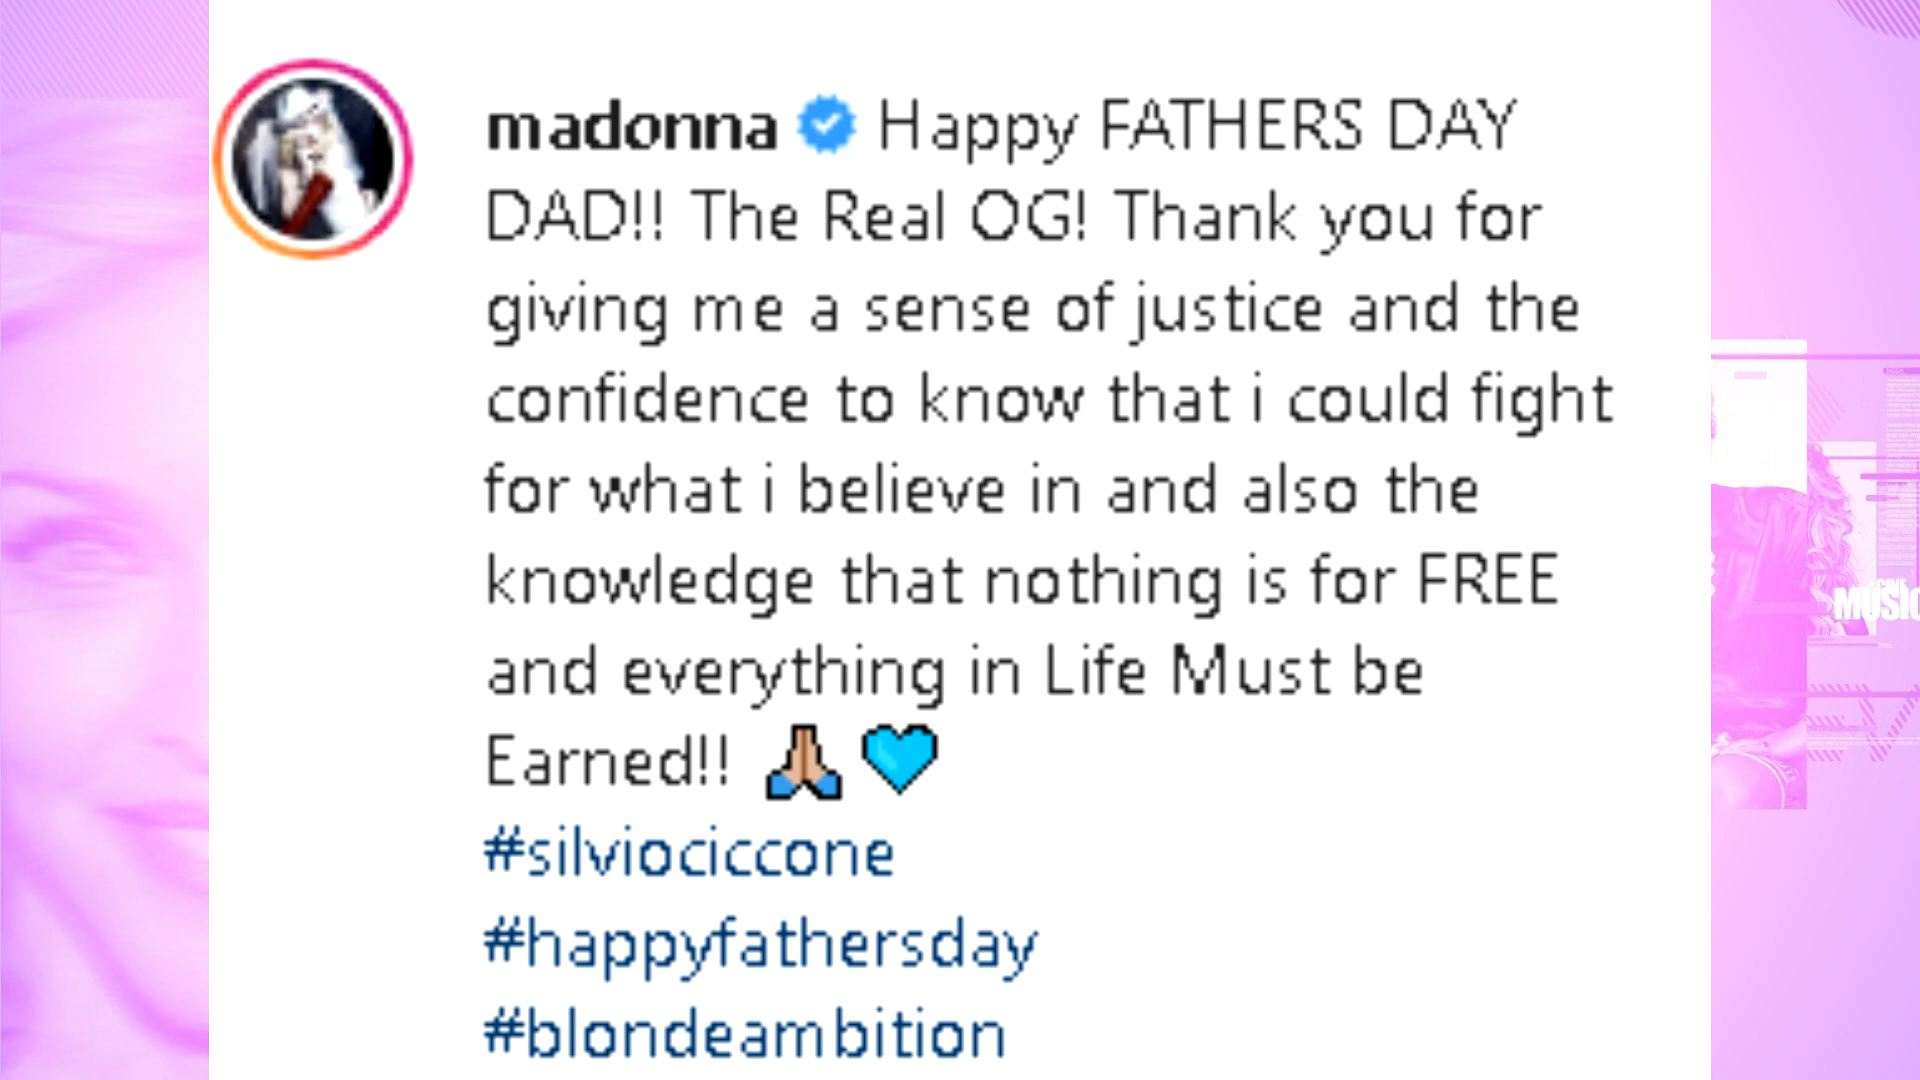 madonna Happy FATHERS DAY
DAD!! The Real OG! Thank you for
giving me a sense of justice and the
confidence to know that i could fight
for what i believe in and also the
knowledge that nothing is for FREE
and everything in Life Must be
Earned!! 🙏🏽💙
#silviociccone
#happyfathersday
#blondeambition
CINE
MUSIC